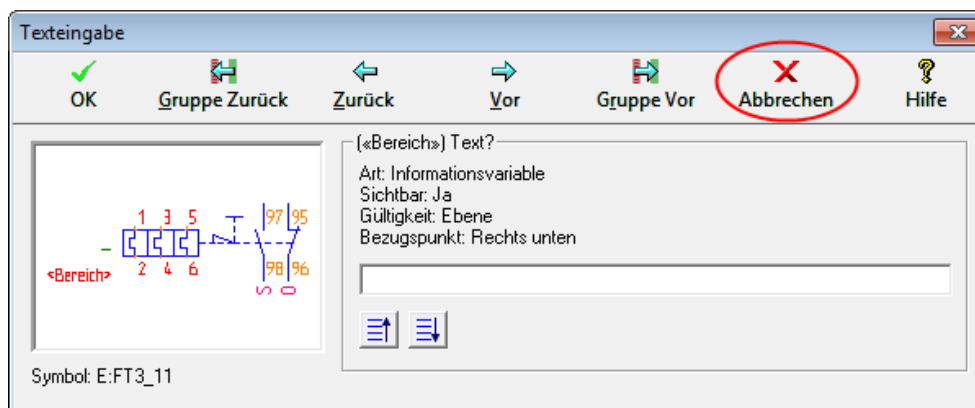 Texteingabe
OK
Gruppe Zurück
Zurück
Vor
Gruppe Vor
Abbrechen
Hilfe
1 3 5 97 95
2 4 6 98 96
<Bereich>
S O
Symbol: E:FT3_11
(«Bereich») Text?
Art: Informationsvariable
Sichtbar: Ja
Gültigkeit: Ebene
Bezugspunkt: Rechts unten